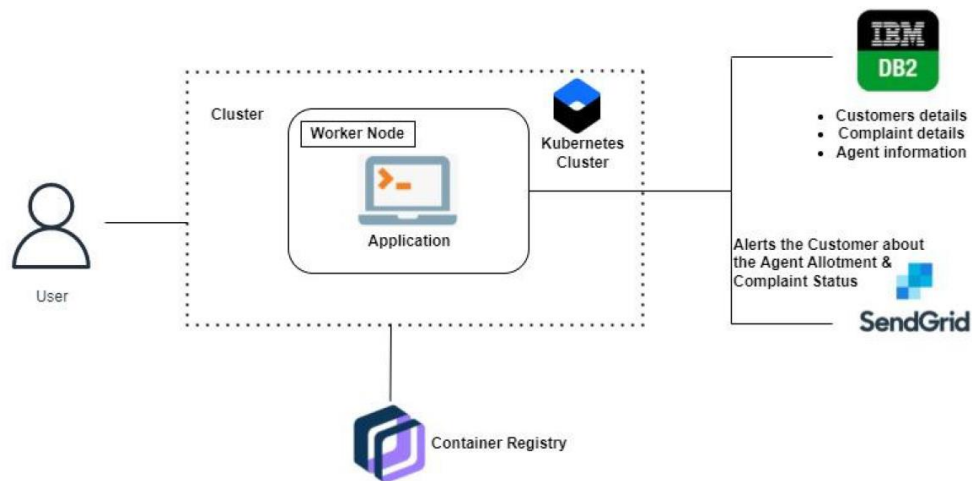 IBM
DB2
Cluster
Worker Node
Kubernetes
Cluster
• Customers details
• Complaint details
• Agent information
Application
Alerts the Customer about
the Agent Allotment &
Complaint Status
User
SendGrid
Container Registry